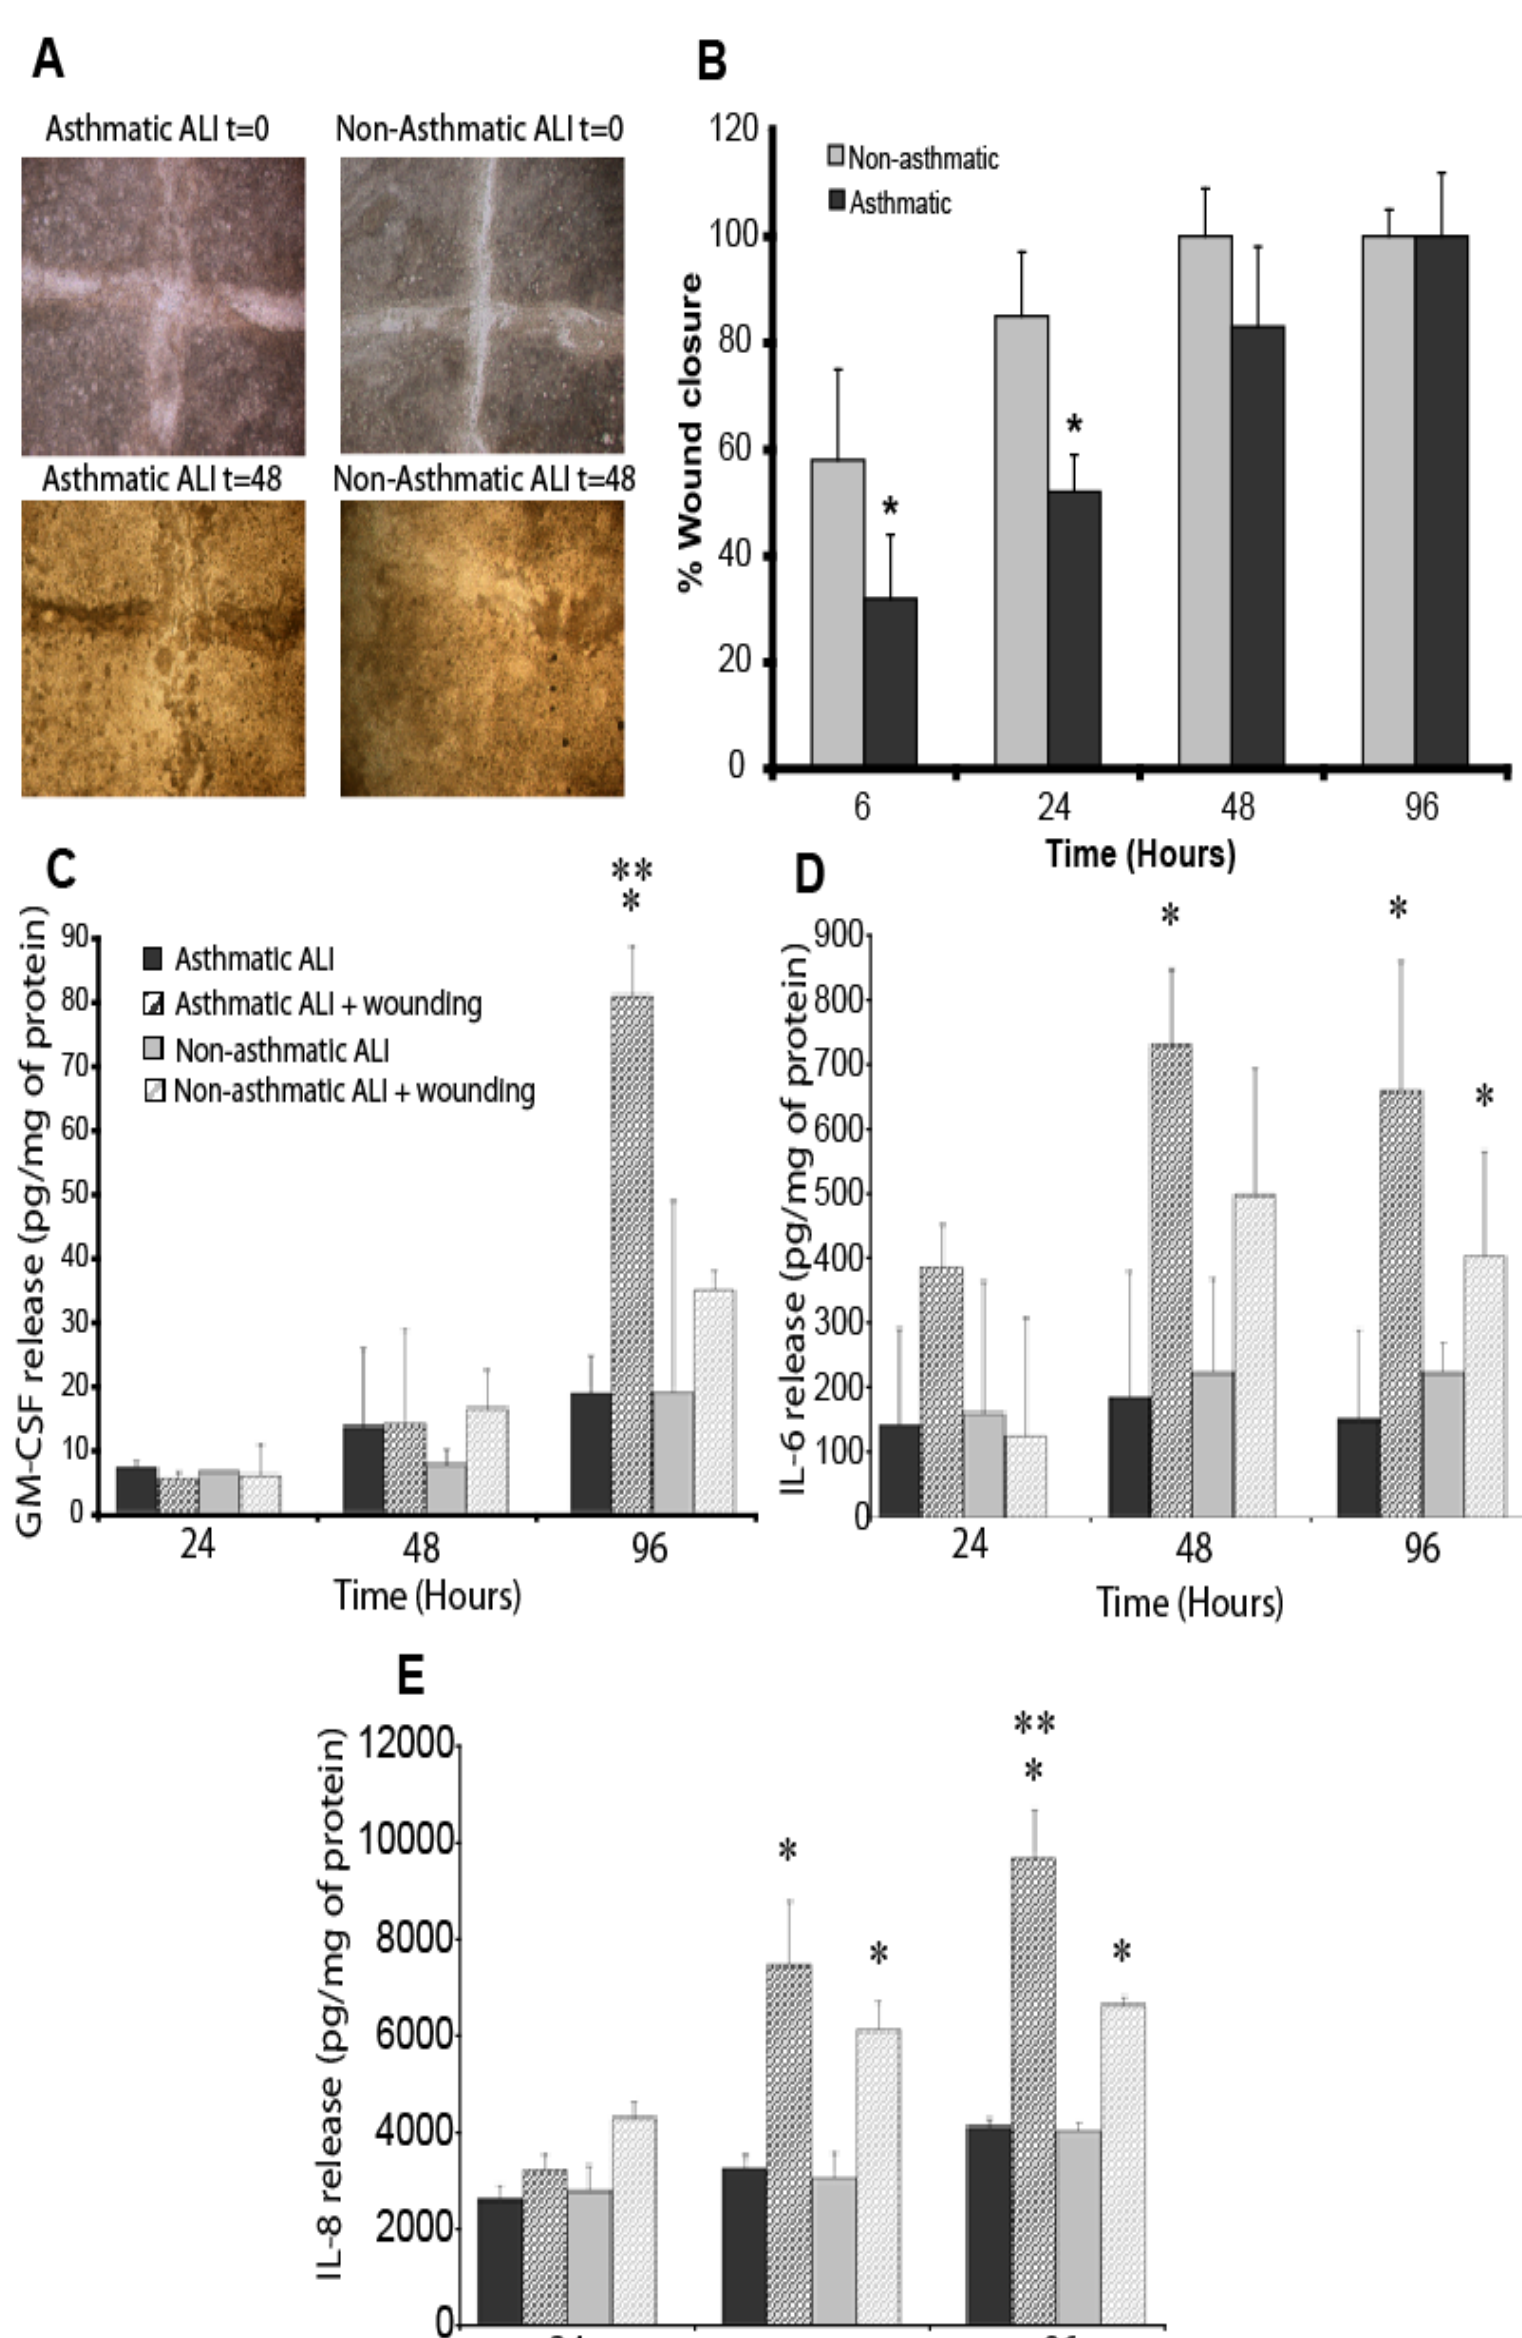 A
B
Asthmatic ALI t=0
Non-Asthmatic ALI t=0
Asthmatic ALI t=48
Non-Asthmatic ALI t=48
% Wound closure
120
100
80
60
40
20
0
Non-asthmatic
Asthmatic
*
*
6
24
48
96
Time (Hours)
C
GM-CSF release (pg/mg of protein)
90
80
70
60
50
40
30
20
10
0
Asthmatic ALI
Asthmatic ALI + wounding
Non-asthmatic ALI
Non-asthmatic ALI + wounding
**
*
24
48
96
Time (Hours)
D
IL-6 release (pg/mg of protein)
900
800
700
600
500
400
300
200
100
0
*
*
*
24
48
96
Time (Hours)
E
IL-8 release (pg/mg of protein)
12000
10000
8000
6000
4000
2000
0
*
*
**
*
*